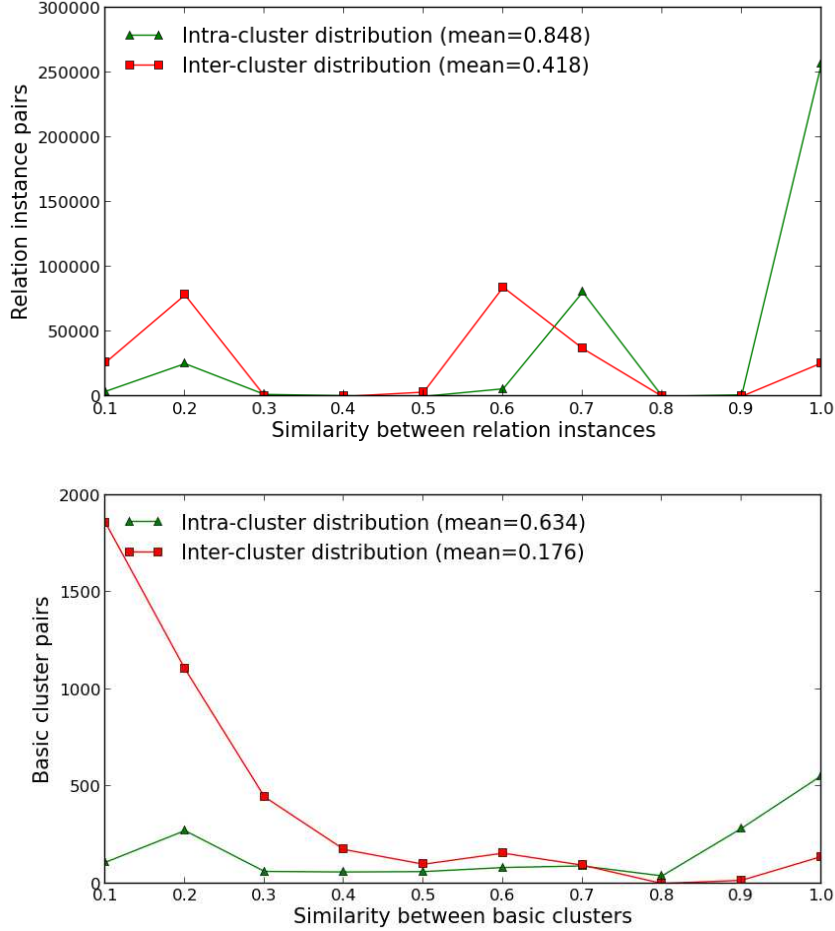 300000
250000
200000
150000
100000
50000
0
Relation instance pairs
Intra-cluster distribution (mean=0.848)
Inter-cluster distribution (mean=0.418)
0.1 0.2 0.3 0.4 0.5 0.6 0.7 0.8 0.9 1.0
Similarity between relation instances
2000
1500
1000
500
0
Basic cluster pairs
Intra-cluster distribution (mean=0.634)
Inter-cluster distribution (mean=0.176)
0.1 0.2 0.3 0.4 0.5 0.6 0.7 0.8 0.9 1.0
Similarity between basic clusters